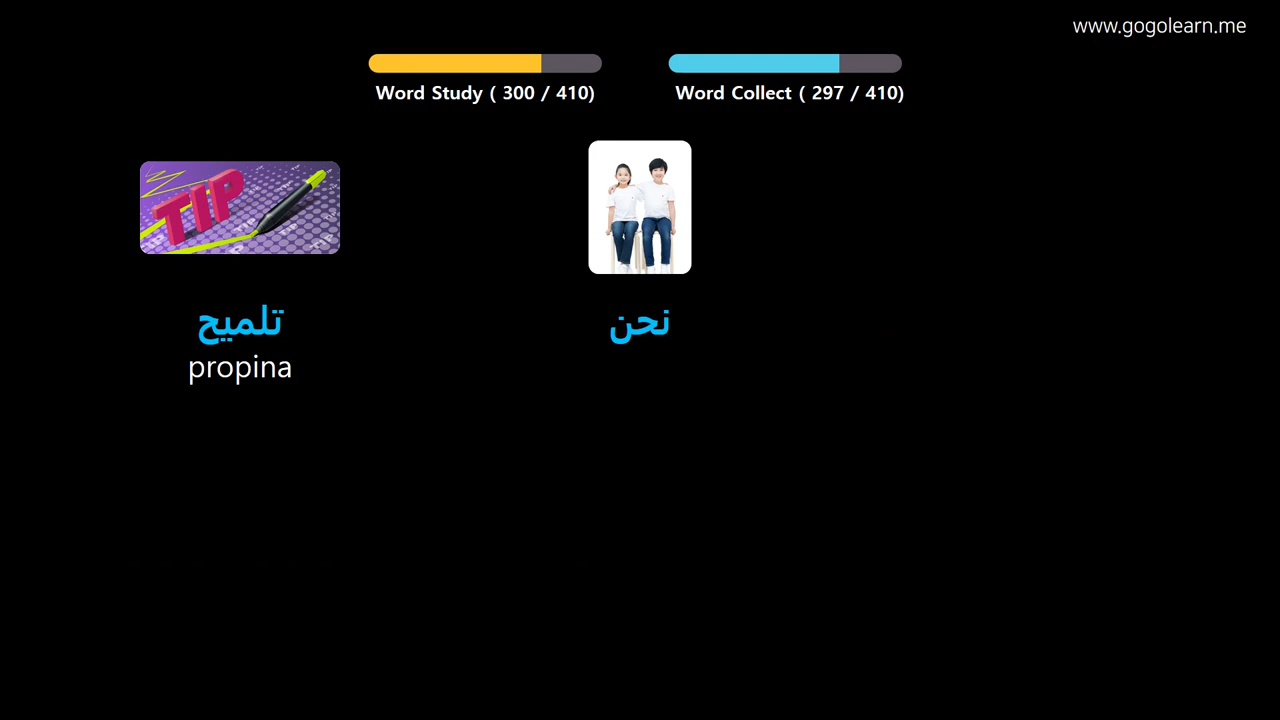 www.gogolearn.me
Word Study ( 300 / 410)
Word Collect ( 297 / 410)
TIP
تلميح
propina
نحن